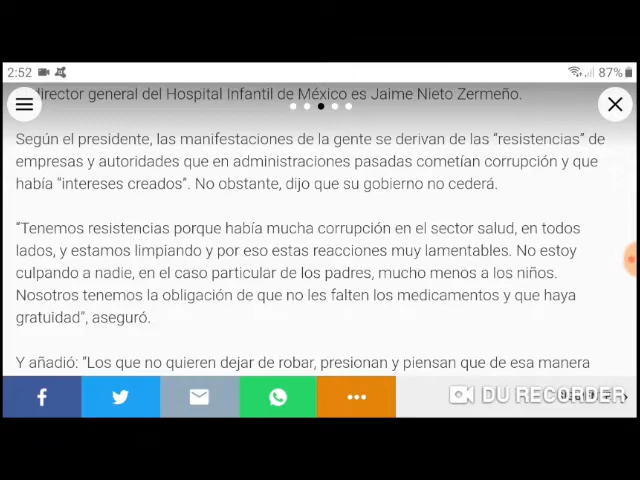 2:52 87%
director general del Hospital Infantil de México es Jaime Nieto Zermeño.
Según el presidente, las manifestaciones de la gente se derivan de las “resistencias” de
empresas y autoridades que en administraciones pasadas cometían corrupción y que
había “intereses creados”. No obstante, dijo que su gobierno no cederá.
“Tenemos resistencias porque había mucha corrupción en el sector salud, en todos
lados, y estamos limpiando y por eso estas reacciones muy lamentables. No estoy
culpando a nadie, en el caso particular de los padres, mucho menos a los niños.
Nosotros tenemos la obligación de que no les falten los medicamentos y que haya
gratuidad”, aseguró.
Y añadió: “Los que no quieren dejar de robar, presionan y piensan que de esa manera
DU RECORDER